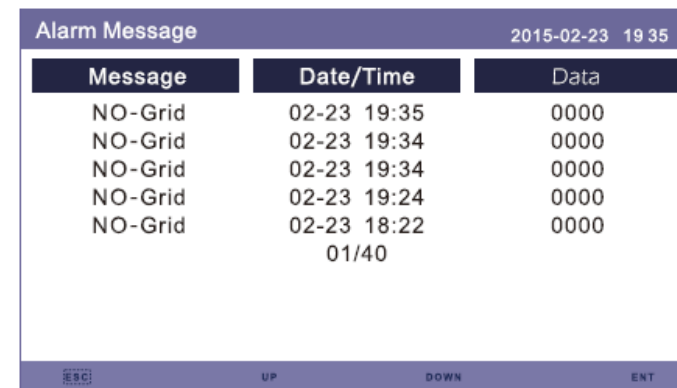 Alarm Message 2015-02-23 19 35
Message Date/Time Data
NO-Grid 02-23 19:35 0000
NO-Grid 02-23 19:34 0000
NO-Grid 02-23 19:34 0000
NO-Grid 02-23 19:24 0000
NO-Grid 02-23 18:22 0000
01/40
ESC UP DOWN ENT